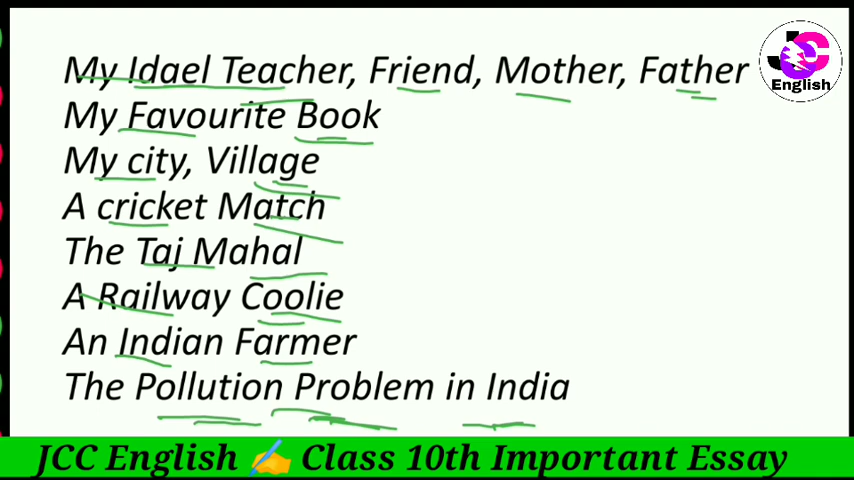 My Idael Teacher, Friend, Mother, Father
My Favourite Book
My city, Village
A cricket Match
The Taj Mahal
A Railway Coolie
An Indian Farmer
The Pollution Problem in India
JC
English
JCC English ✍ Class 10th Important Essay